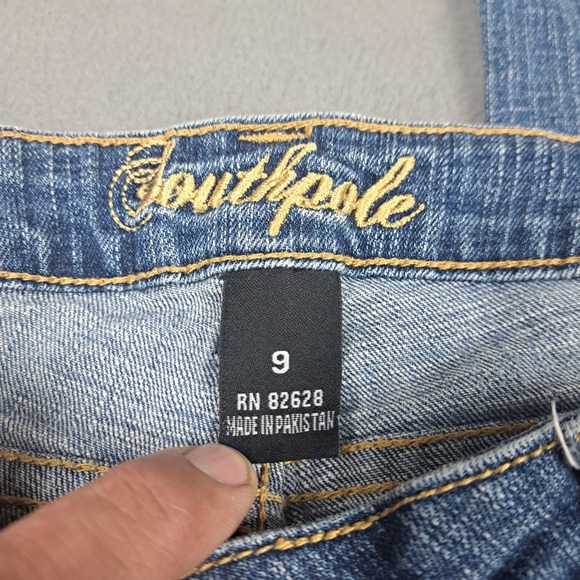 Southpole
9
RN 82628
MADE IN PAKISTAN